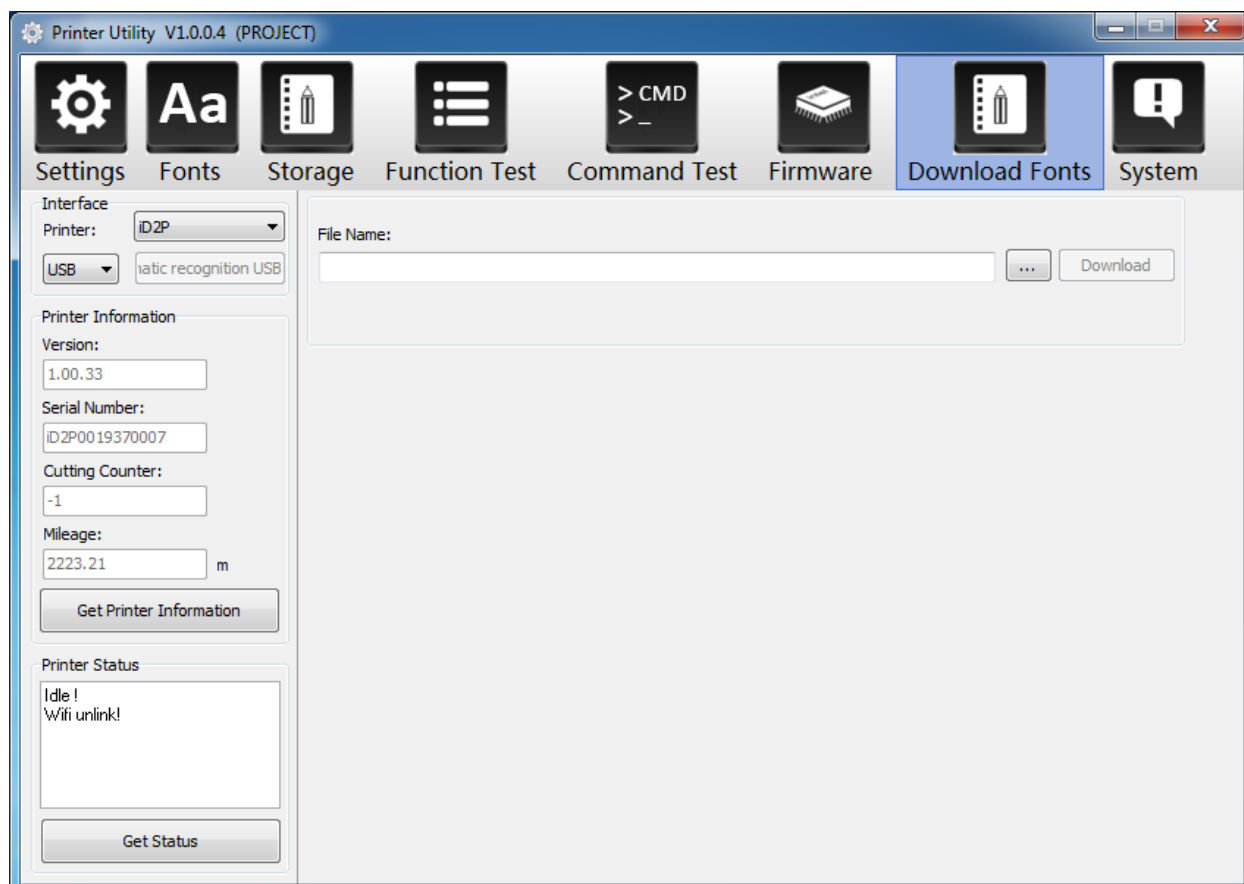 Printer Utility V1.0.0.4 (PROJECT)
Aa
> CMD
> _
Settings Fonts Storage Function Test Command Test Firmware Download Fonts System
Interface
Printer: iD2P
USB natic recognition USB
File Name:
... Download
Printer Information
Version:
1.00.33
Serial Number:
iD2P0019370007
Cutting Counter:
-1
Mileage:
2223.21 m
Get Printer Information
Printer Status
Idle !
Wifi unlink!
Get Status